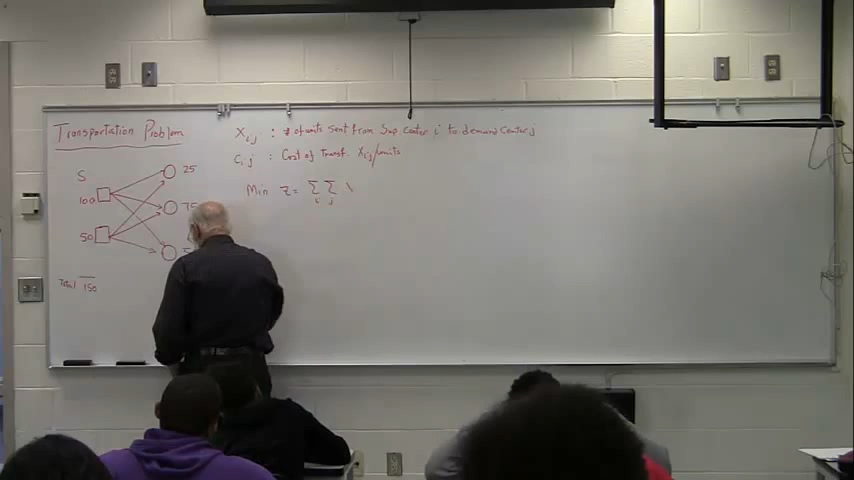 Transportation Problem
X i,j : # of units sent from Sup center i to demand center j
C i,j : Cost of Transf. X i,j/units
Min Z = Σ i Σ j
S
25
100
75
50
5
Total 150